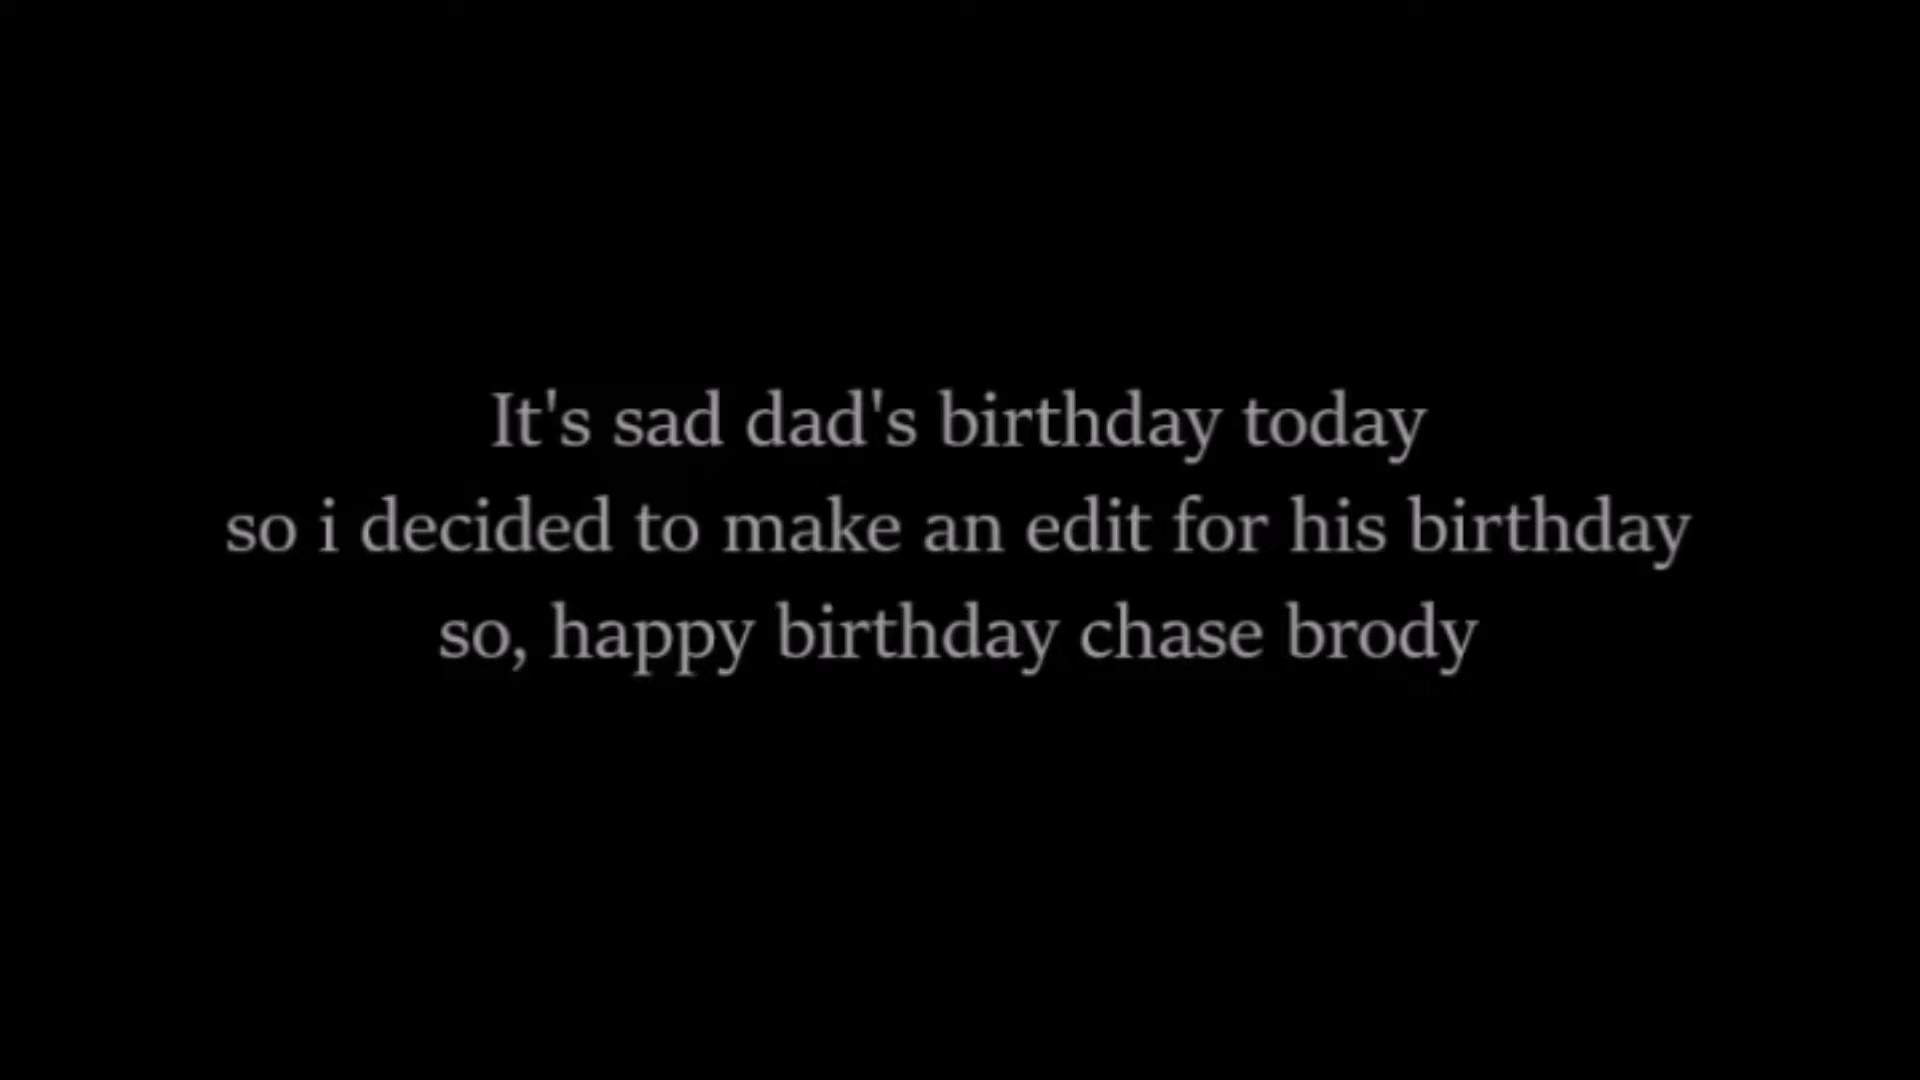 It's sad dad's birthday today
so i decided to make an edit for his birthday
so, happy birthday chase brody